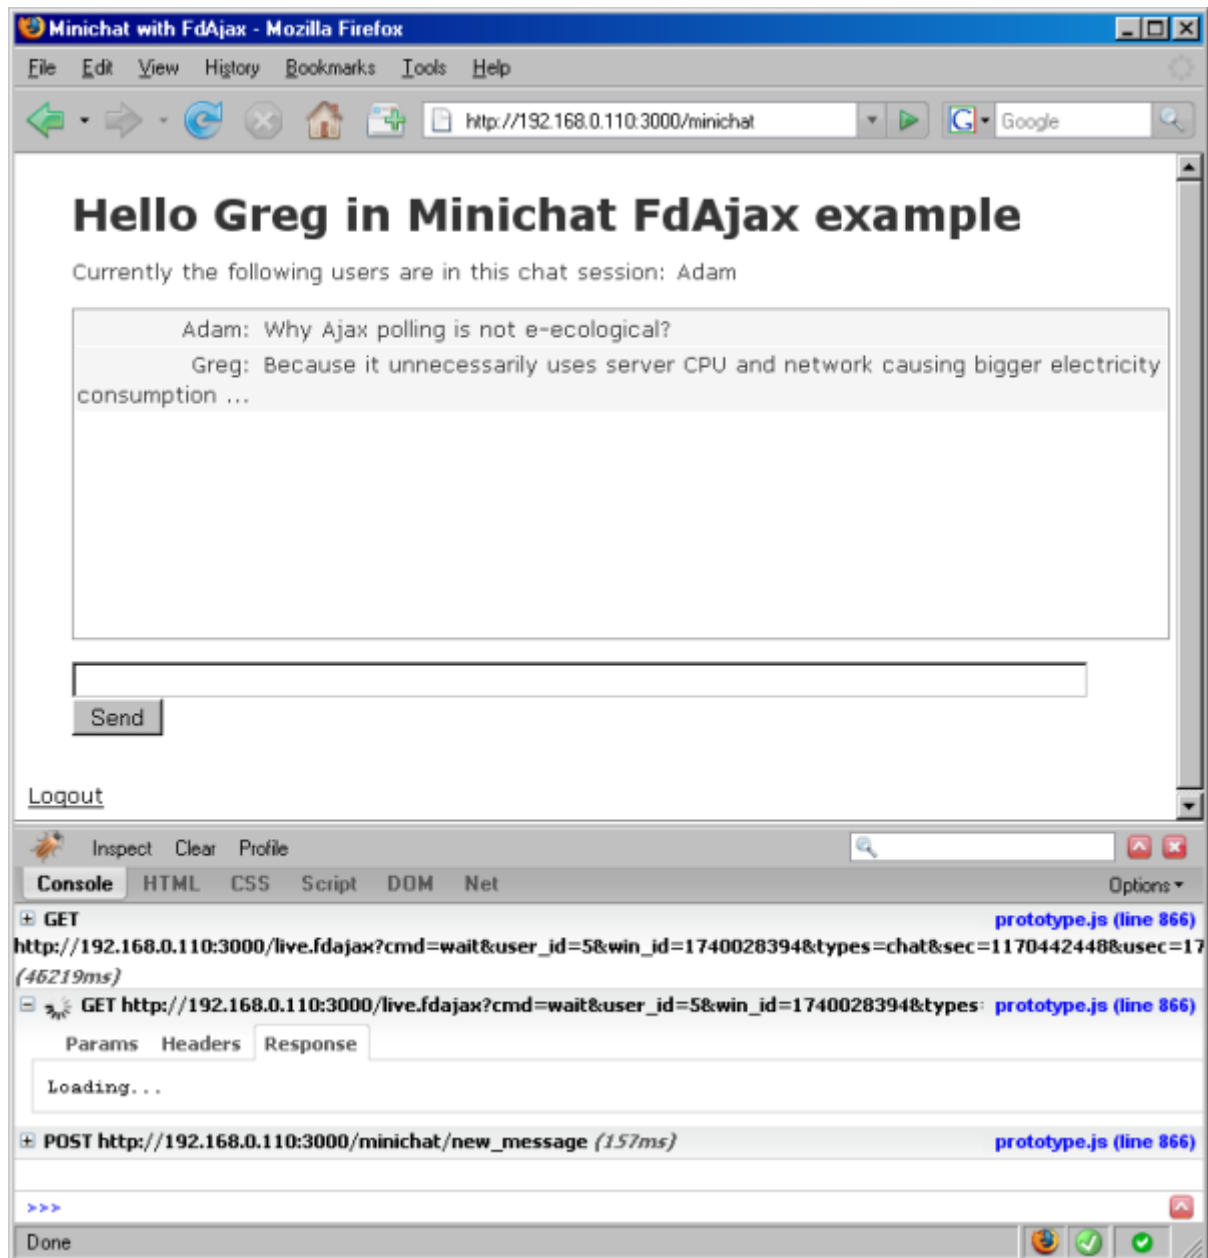 Minichat with FdAjax - Mozilla Firefox
File Edit View History Bookmarks Tools Help
http://192.168.0.110:3000/minichat
G Google
Hello Greg in Minichat FdAjax example
Currently the following users are in this chat session: Adam
Adam: Why Ajax polling is not e-ecological?
Greg: Because it unnecessarily uses server CPU and network causing bigger electricity
consumption ...
Send
Logout
Inspect Clear Profile
Console HTML CSS Script DOM Net Options
GET prototype.js (line 866)
http://192.168.0.110:3000/live.fdajax?cmd=wait&user_id=5&win_id=1740028394&types=chat&sec=1170442448&usec=17
(46219ms)
GET http://192.168.0.110:3000/live.fdajax?cmd=wait&user_id=5&win_id=1740028394&types prototype.js (line 866)
Params Headers Response
Loading...
POST http://192.168.0.110:3000/minichat/new_message (157ms) prototype.js (line 866)
>>>
Done